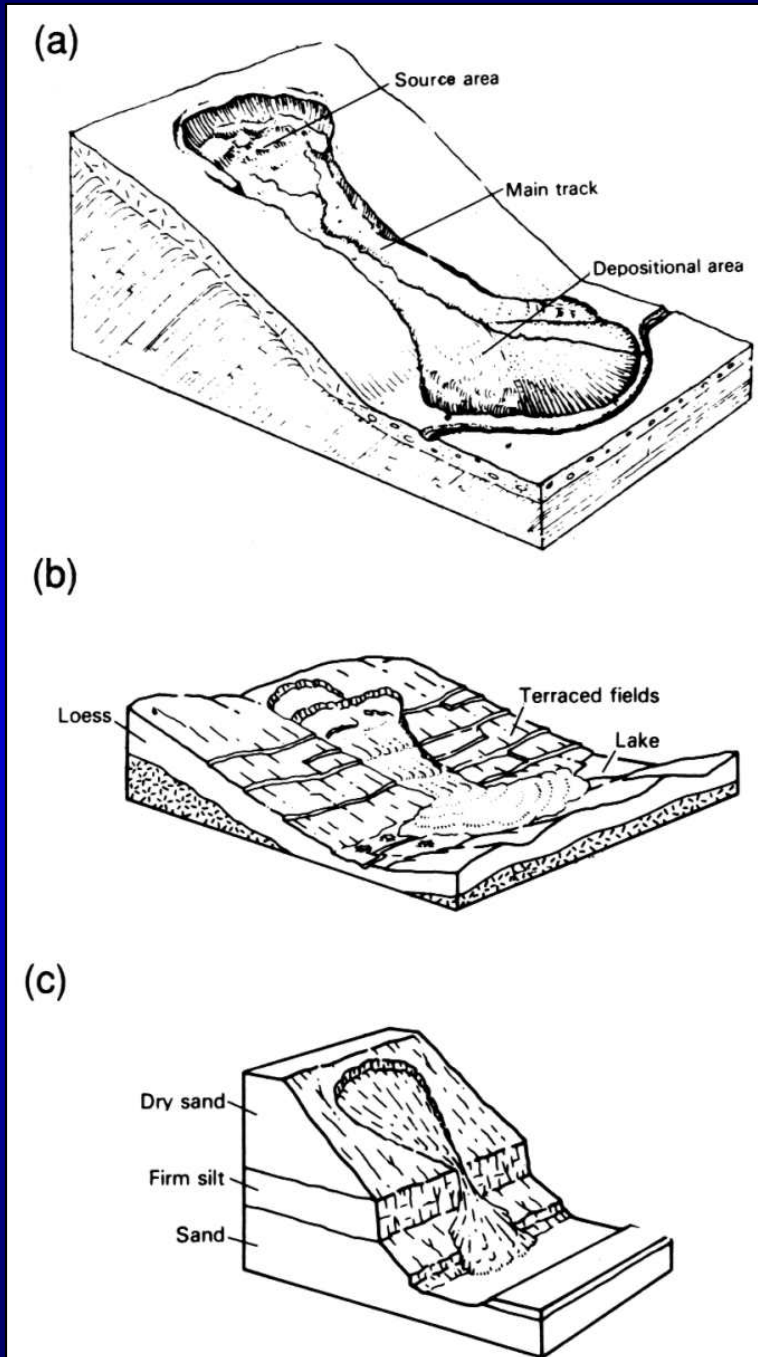 (a)
Source area
Main track
Depositional area
(b)
Loess
Terraced fields
Lake
(c)
Dry sand
Firm silt
Sand